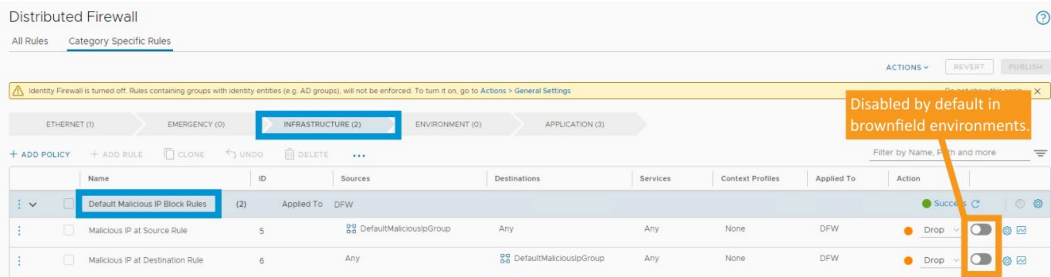 Distributed Firewall
All Rules Category Specific Rules
ACTIONS REVERT PUBLISH
Identity Firewall is turned off. Rules containing groups with identity entities (e.g. AD groups), will not be enforced. To turn it on, go to Actions > General Settings
Disabled by default in
brownfield environments.
ETHERNET (1) EMERGENCY (0) INFRASTRUCTURE (2) ENVIRONMENT (0) APPLICATION (3)
+ ADD POLICY + ADD RULE CLONE UNDO DELETE ...
Filter by Name, Path and more
Name ID Sources Destinations Services Context Profiles Applied To Action
Default Malicious IP Block Rules (2) Applied To DFW Success
Malicious IP at Source Rule 5 DefaultMaliciousIpGroup Any Any None DFW Drop
Malicious IP at Destination Rule 6 Any DefaultMaliciousIpGroup Any None DFW Drop